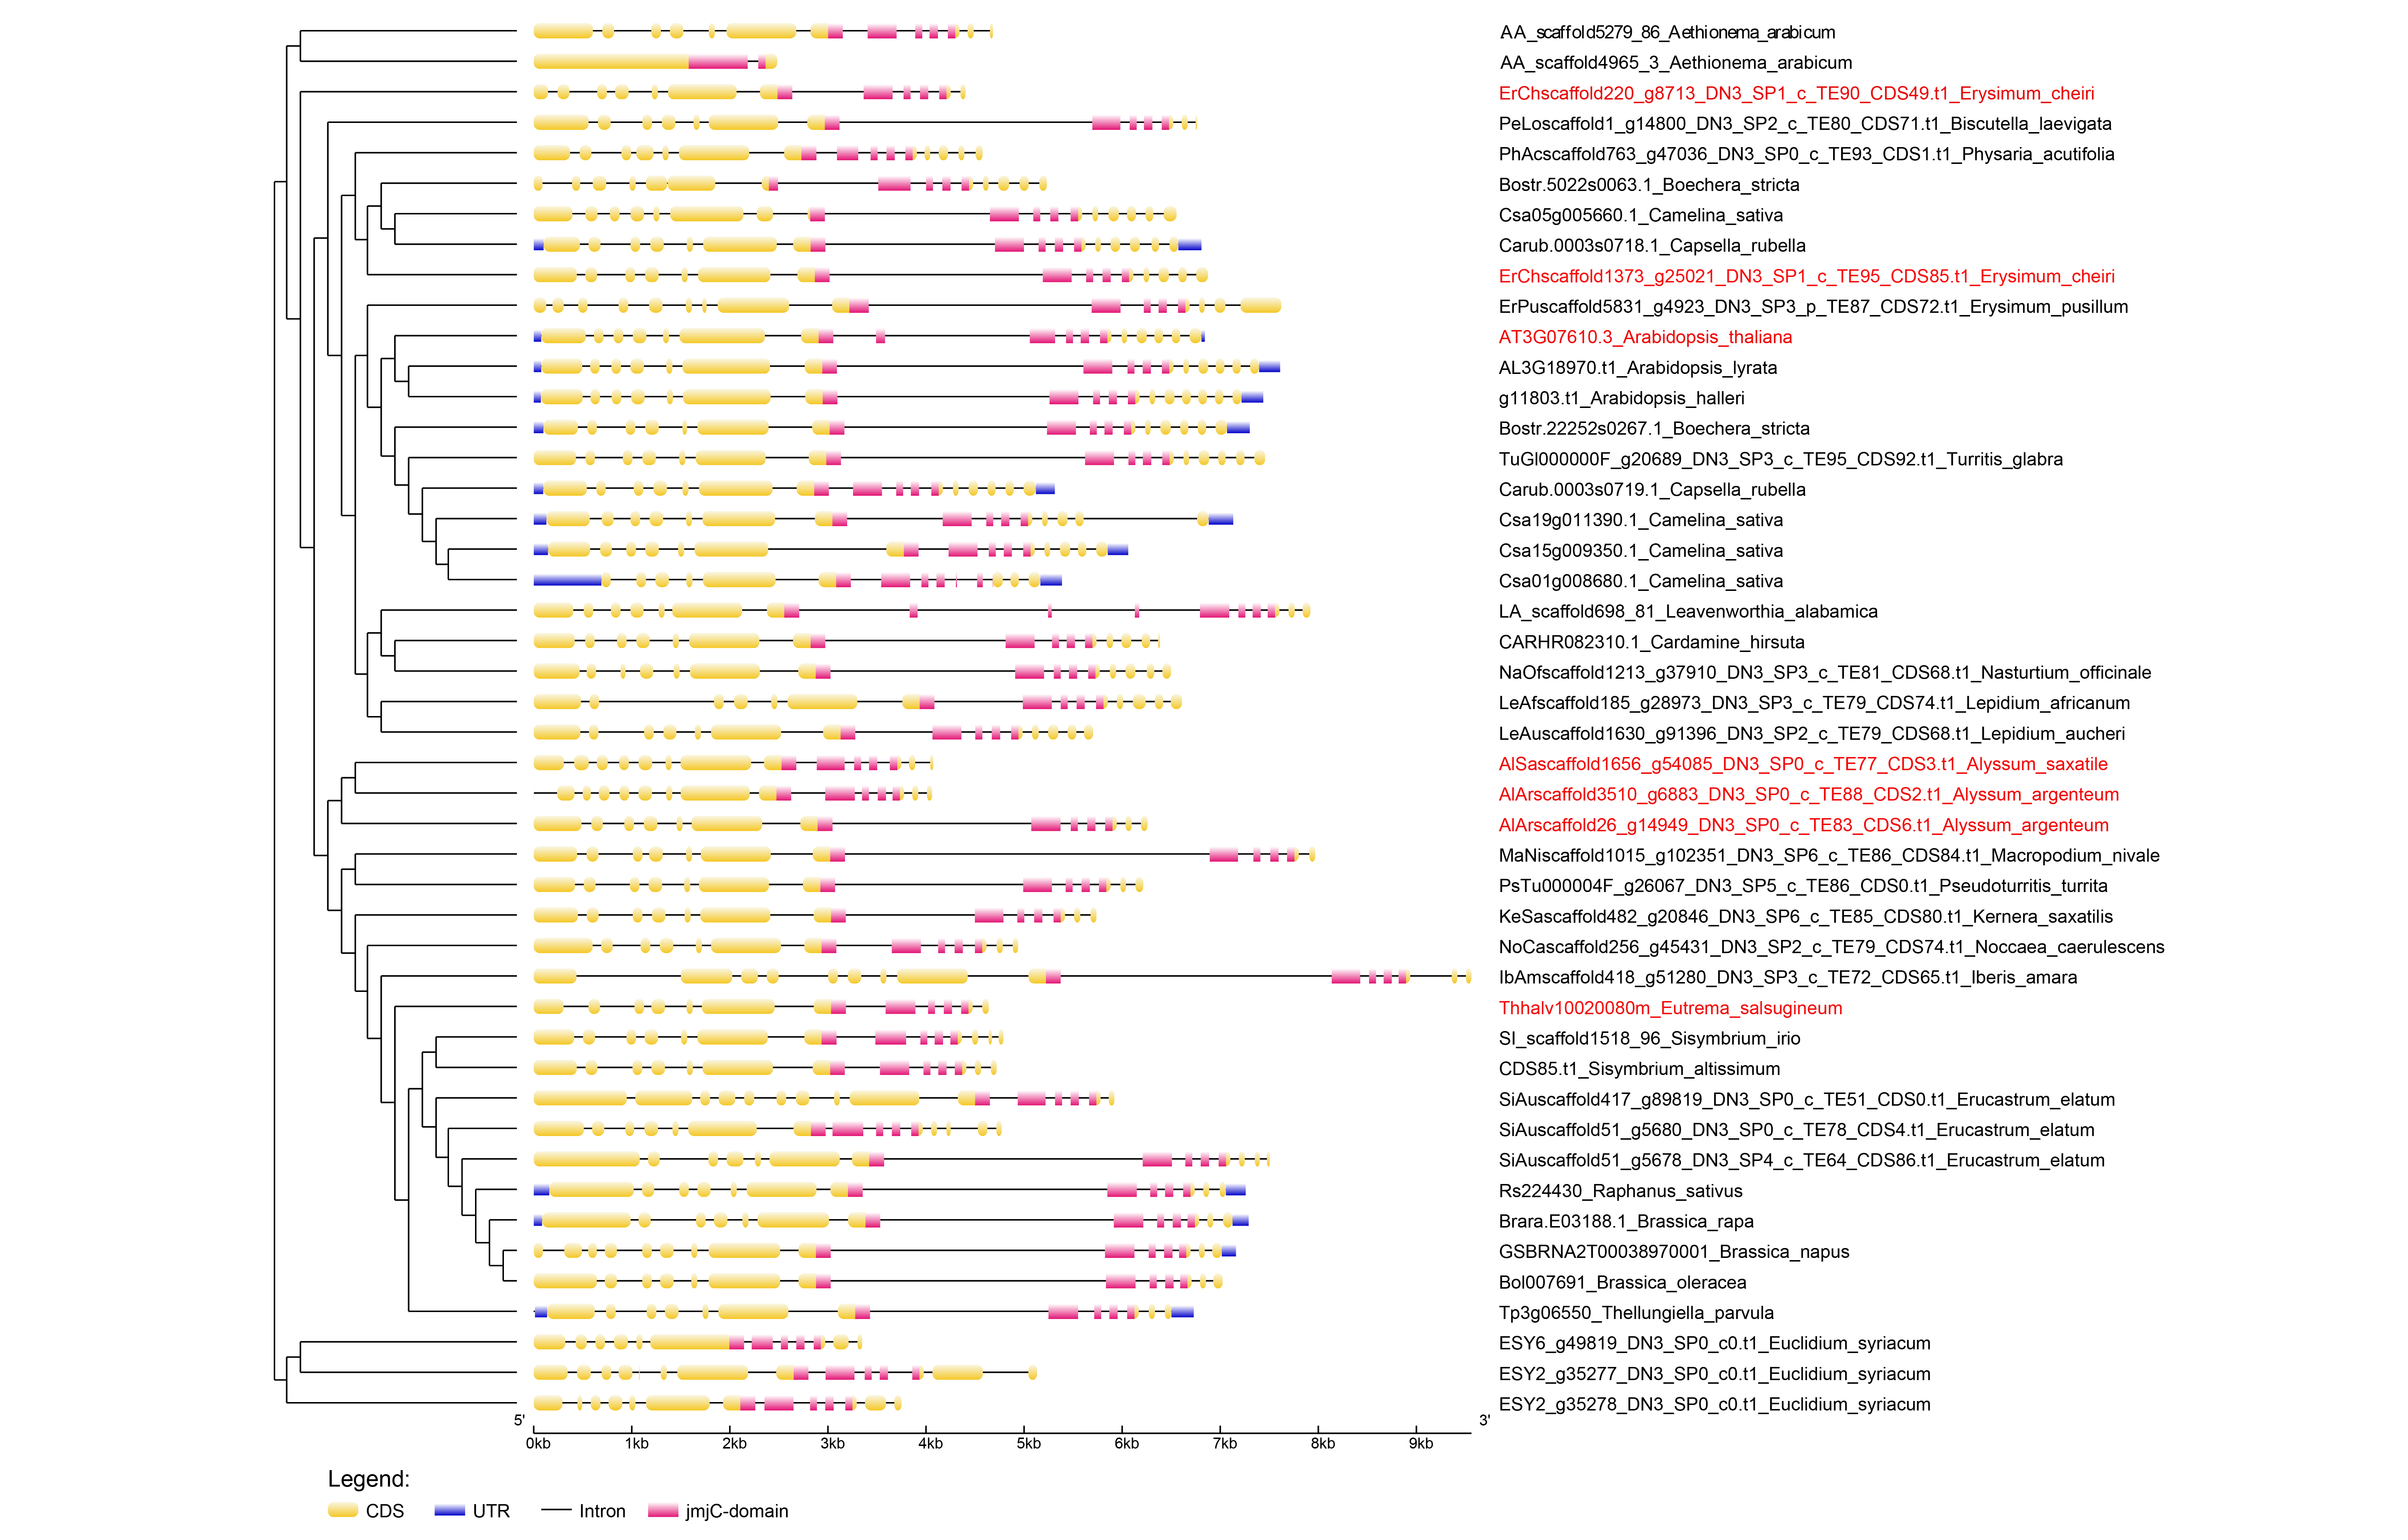 AA_scaffold5279_86_Aethionema_arabicum
AA_scaffold4965_3_Aethionema_arabicum
ErChscaffold220_g8713_DN3_SP1_c_TE90_CDS49.t1_Erysimum_cheiri
PeLoscaffold1_g14800_DN3_SP2_c_TE80_CDS71.t1_Biscutella_laevigata
PhAcscaffold763_g47036_DN3_SP0_c_TE93_CDS1.t1_Physaria_acutifolia
Bostr.5022s0063.1_Boechera_stricta
Csa05g005660.1_Camelina_sativa
Carub.0003s0718.1_Capsella_rubella
ErChscaffold1373_g25021_DN3_SP1_c_TE95_CDS85.t1_Erysimum_cheiri
ErPuscaffold5831_g4923_DN3_SP3_p_TE87_CDS72.t1_Erysimum_pusillum
AT3G07610.3_Arabidopsis_thaliana
AL3G18970.t1_Arabidopsis_lyrata
g11803.t1_Arabidopsis_halleri
Bostr.22252s0267.1_Boechera_stricta
TuGl000000F_g20689_DN3_SP3_c_TE95_CDS92.t1_Turritis_glabra
Carub.0003s0719.1_Capsella_rubella
Csa19g011390.1_Camelina_sativa
Csa15g009350.1_Camelina_sativa
Csa01g008680.1_Camelina_sativa
LA_scaffold698_81_Leavenworthia_alabamica
CARHR082310.1_Cardamine_hirsuta
NaOfscaffold1213_g37910_DN3_SP3_c_TE81_CDS68.t1_Nasturtium_officinale
LeAfscaffold185_g28973_DN3_SP3_c_TE79_CDS74.t1_Lepidium_africanum
LeAuscaffold1630_g91396_DN3_SP2_c_TE79_CDS68.t1_Lepidium_aucheri
AlSascaffold1656_g54085_DN3_SP0_c_TE77_CDS3.t1_Alyssum_saxatile
AlArscaffold3510_g6883_DN3_SP0_c_TE88_CDS2.t1_Alyssum_argenteum
AlArscaffold26_g14949_DN3_SP0_c_TE83_CDS6.t1_Alyssum_argenteum
MaNiscaffold1015_g102351_DN3_SP6_c_TE86_CDS84.t1_Macropodium_nivale
PsTu000004F_g26067_DN3_SP5_c_TE86_CDS0.t1_Pseudoturritis_turrita
KeSascaffold482_g20846_DN3_SP6_c_TE85_CDS80.t1_Kernera_saxatilis
NoCascaffold256_g45431_DN3_SP2_c_TE79_CDS74.t1_Noccaea_caerulescens
IbAmscaffold418_g51280_DN3_SP3_c_TE72_CDS65.t1_Iberis_amara
Thhalv10020080m_Eutrema_salsugineum
SI_scaffold1518_96_Sisymbrium_irio
CDS85.t1_Sisymbrium_altissimum
SiAuscaffold417_g89819_DN3_SP0_c_TE51_CDS0.t1_Erucastrum_elatum
SiAuscaffold51_g5680_DN3_SP0_c_TE78_CDS4.t1_Erucastrum_elatum
SiAuscaffold51_g5678_DN3_SP4_c_TE64_CDS86.t1_Erucastrum_elatum
Rs224430_Raphanus_sativus
Brara.E03188.1_Brassica_rapa
GSBRNA2T00038970001_Brassica_napus
Bol007691_Brassica_oleracea
Tp3g06550_Thellungiella_parvula
ESY6_g49819_DN3_SP0_c0.t1_Euclidium_syriacum
ESY2_g35277_DN3_SP0_c0.t1_Euclidium_syriacum
ESY2_g35278_DN3_SP0_c0.t1_Euclidium_syriacum
5' 3'
0kb 1kb 2kb 3kb 4kb 5kb 6kb 7kb 8kb 9kb
Legend:
CDS UTR Intron jmjC-domain